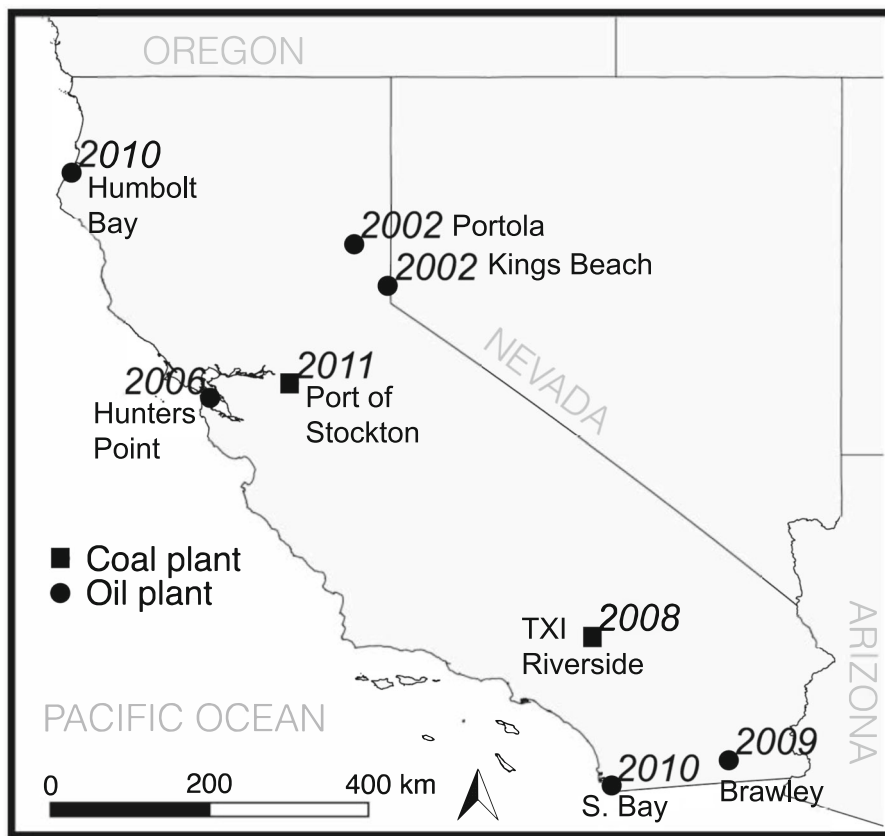 OREGON
2010
Humbolt
Bay
2002 Portola
2002 Kings Beach
NEVADA
2011
Port of
Stockton
2006
Hunters
Point
Coal plant
Oil plant
2008
TXI
Riverside
ARIZONA
PACIFIC OCEAN
2009
Brawley
2010
S. Bay
0 200 400 km